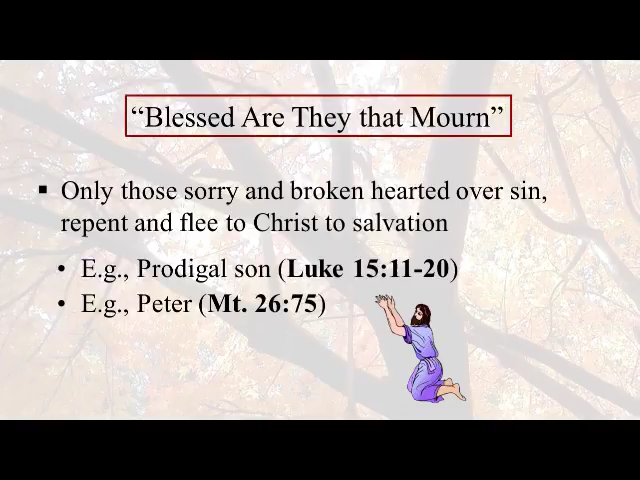 “Blessed Are They that Mourn”
▪ Only those sorry and broken hearted over sin,
repent and flee to Christ to salvation
• E.g., Prodigal son (Luke 15:11-20)
• E.g., Peter (Mt. 26:75)